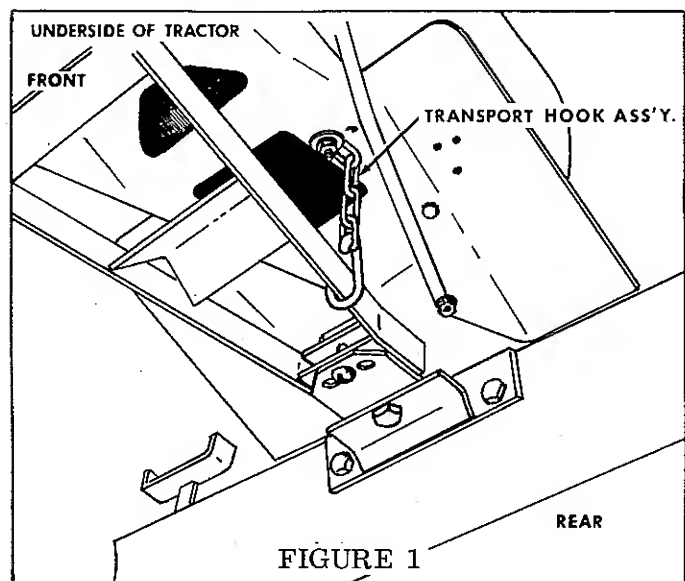 UNDERSIDE OF TRACTOR
FRONT
TRANSPORT HOOK ASS'Y.
REAR
FIGURE 1